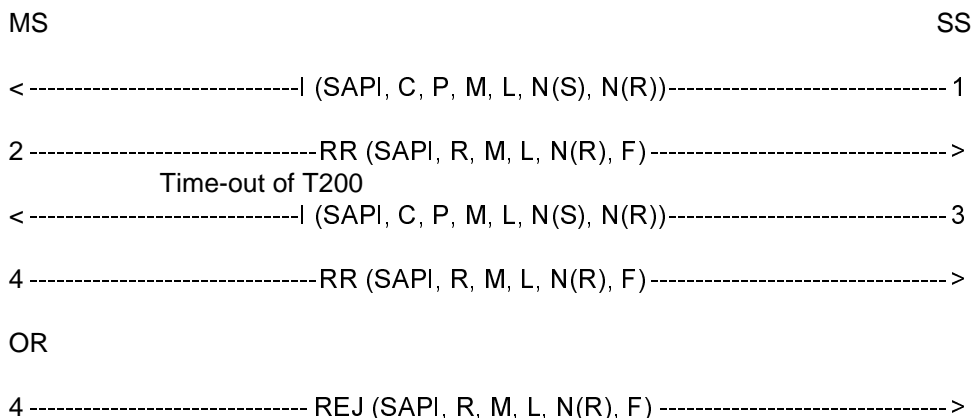 MS SS
< ------------------------------I (SAPI, C, P, M, L, N(S), N(R))------------------------------- 1
2 --------------------------------RR (SAPI, R, M, L, N(R), F) --------------------------------- >
Time-out of T200
< ------------------------------I (SAPI, C, P, M, L, N(S), N(R))------------------------------- 3
4 --------------------------------RR (SAPI, R, M, L, N(R), F) --------------------------------- >
OR
4 ------------------------------- REJ (SAPI, R, M, L, N(R), F) -------------------------------- >